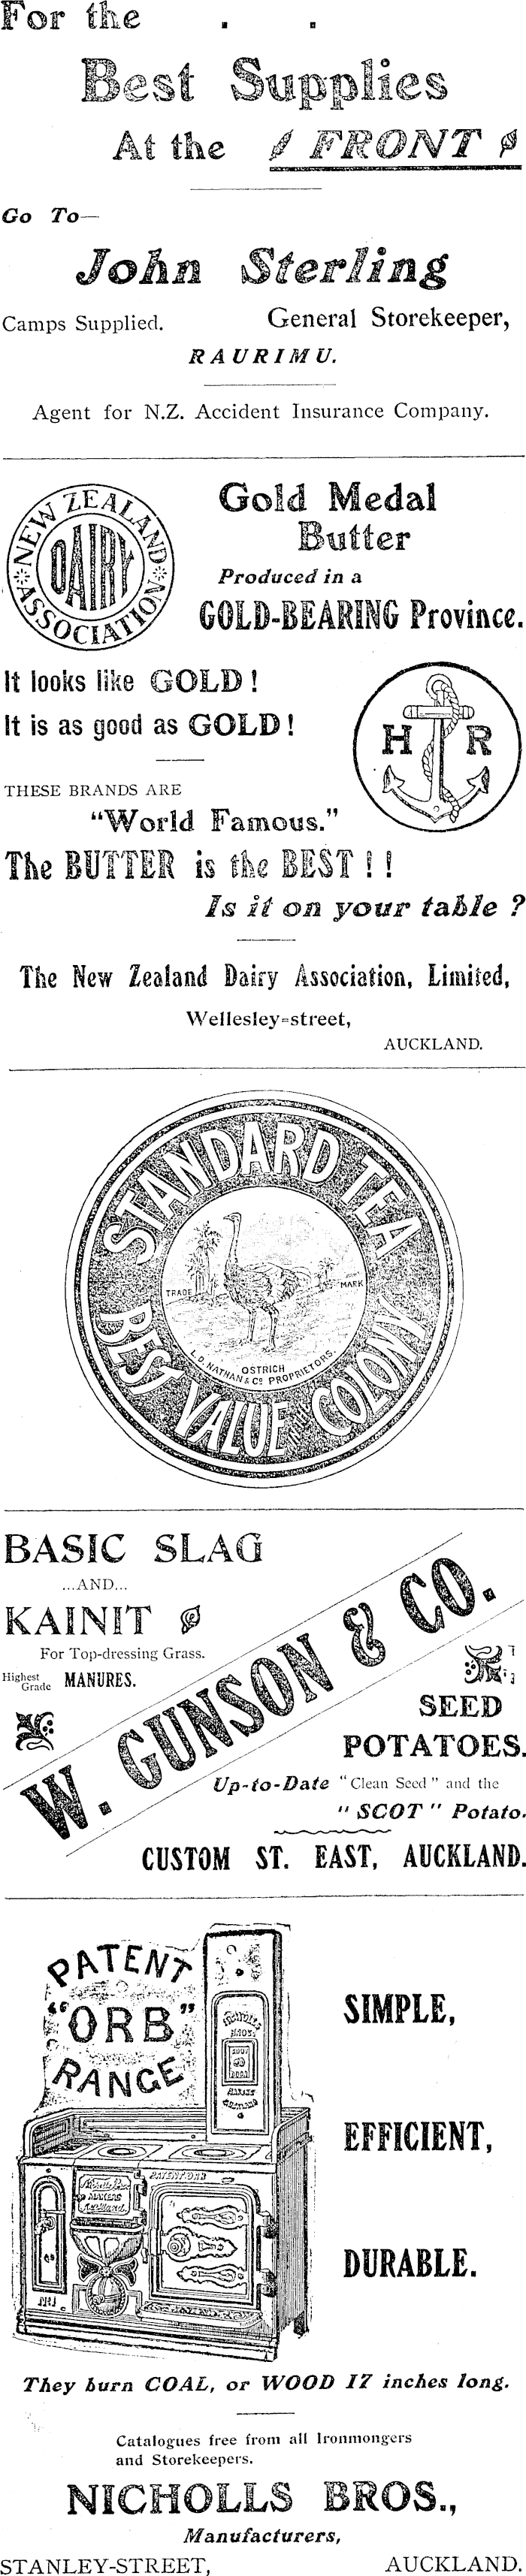 For the . .
Best Supplies
At the FRONT
Go To—
John Sterling
Camps Supplied. General Storekeeper,
RAURIMU.
Agent for N.Z. Accident Insurance Company.
NEW ZEALAND
DAIRY
ASSOCIATION
Gold Medal
Butter
Produced in a
GOLD-BEARING Province.
It looks like GOLD!
It is as good as GOLD!
H R
THESE BRANDS ARE
"World Famous."
The BUTTER is the BEST!!
Is it on your table?
The New Zealand Dairy Association, Limited,
Wellesley-street,
AUCKLAND.
STANDARD TEA
TRADE MARK
OSTRICH
L.D. NATHAN & Co PROPRIETORS.
BEST VALUE COLONY
BASIC SLAG
...AND...
KAINIT
For Top-dressing Grass.
Highest Grade MANURES.
W. GUNSON & CO.
SEED
POTATOES.
Up-to-Date "Clean Seed" and the
"SCOT" Potato.
CUSTOM ST. EAST, AUCKLAND.
PATENT
"ORB"
RANGE
SIMPLE,
EFFICIENT,
DURABLE.
PATENT ORB
MAKERS
No1
They burn COAL, or WOOD 17 inches long.
Catalogues free from all Ironmongers
and Storekeepers.
NICHOLLS BROS.,
Manufacturers,
STANLEY-STREET, AUCKLAND.